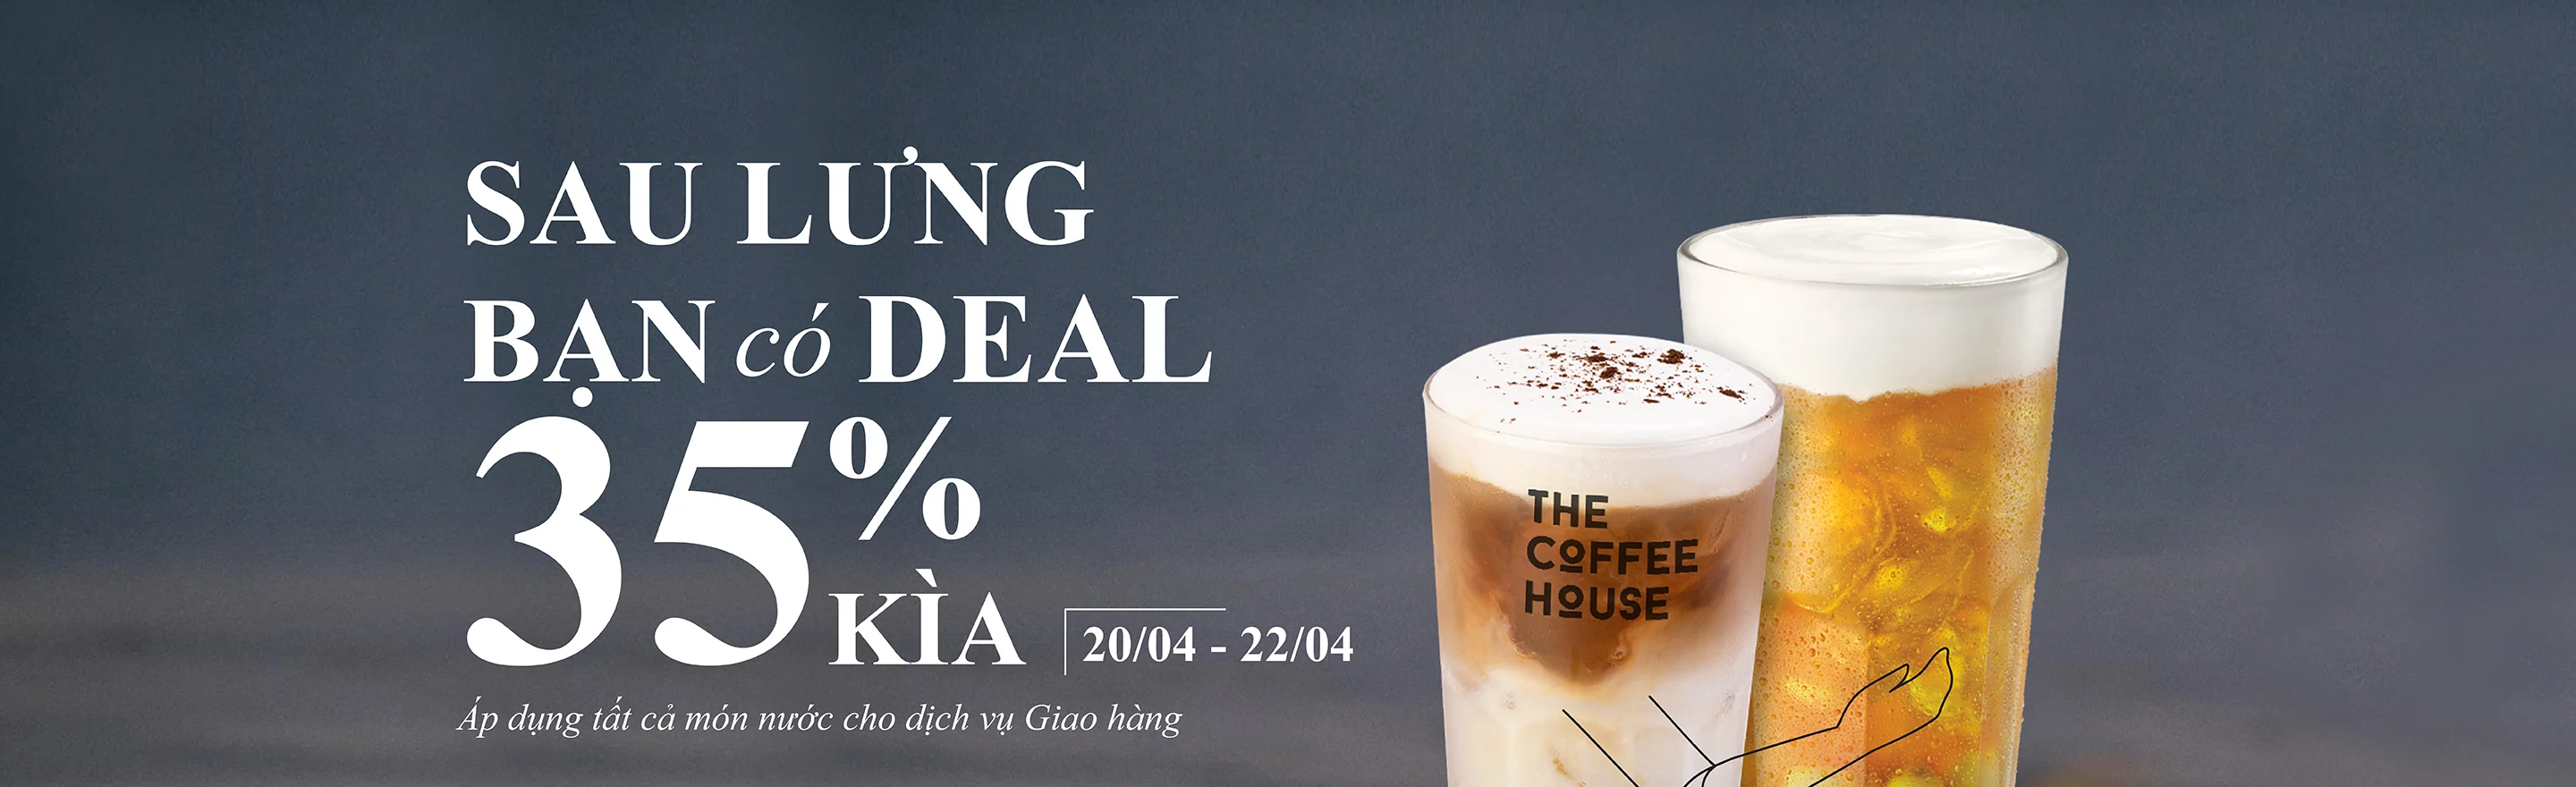 SAU LƯNG
BẠN có DEAL
35%
KÌA
20/04 - 22/04
Áp dụng tất cả món nước cho dịch vụ Giao hàng
THE
COFFEE
HOUSE